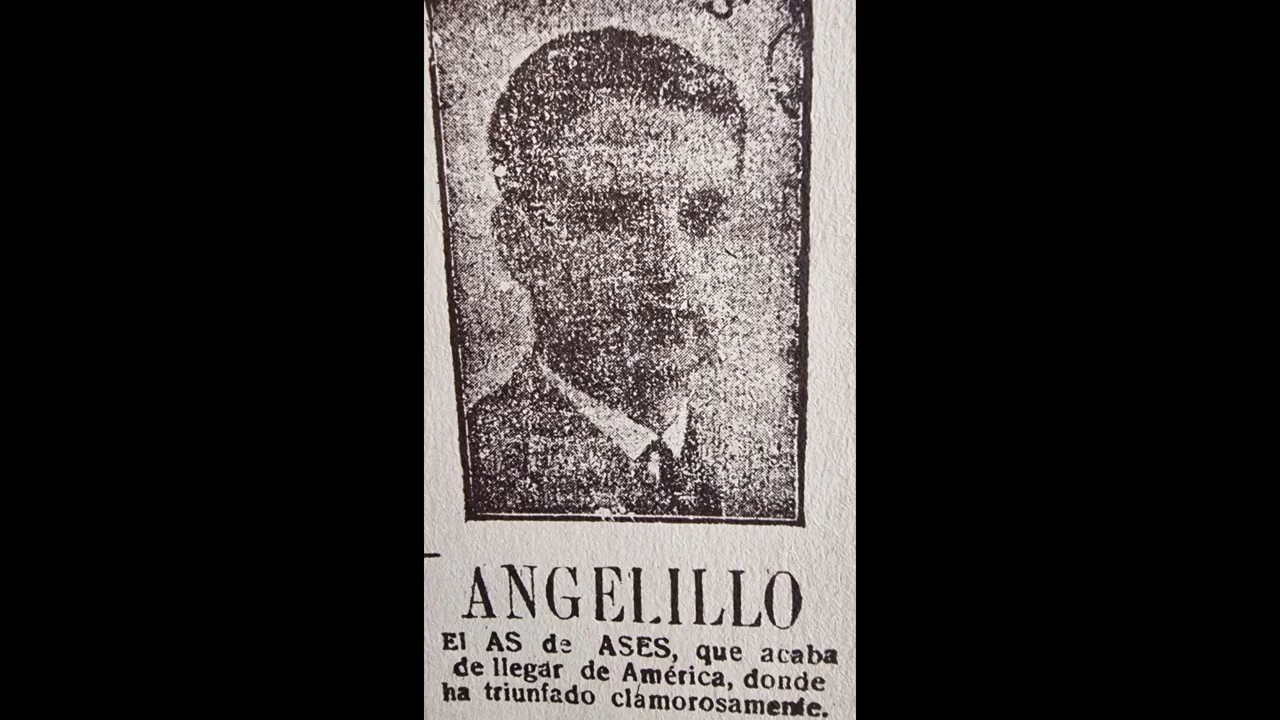 ANGELILLO
El AS de ASES, que acaba
de llegar de América, donde
ha triunfado clamorosamente.